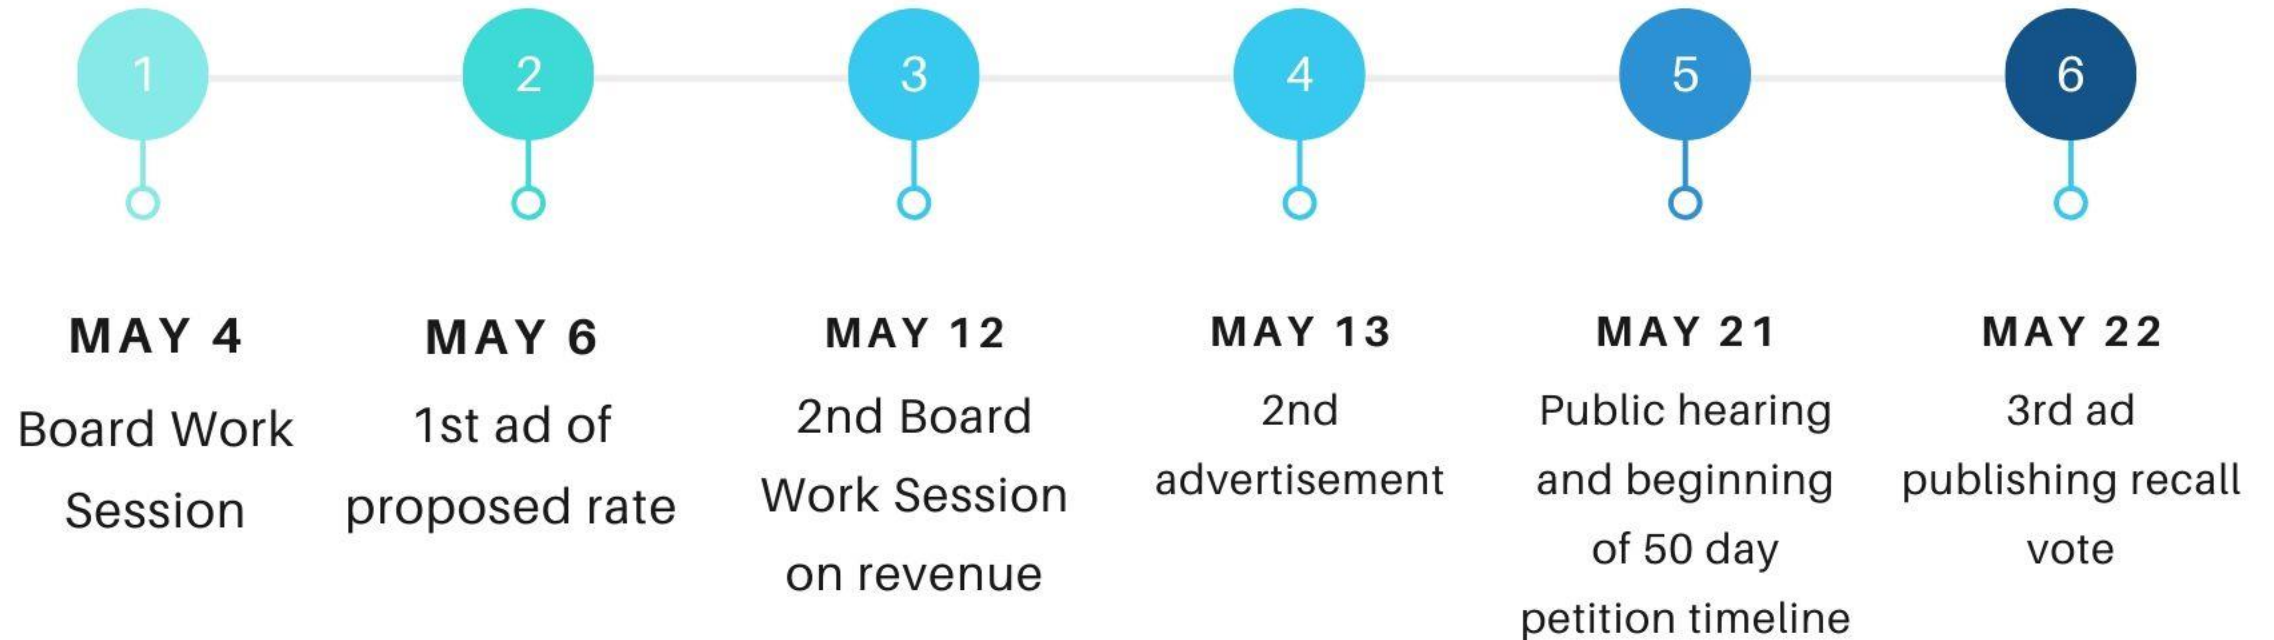 1
2
3
4
5
6
MAY 4
Board Work
Session
MAY 6
1st ad of
proposed rate
MAY 12
2nd Board
Work Session
on revenue
MAY 13
2nd
advertisement
MAY 21
Public hearing
and beginning
of 50 day
petition timeline
MAY 22
3rd ad
publishing recall
vote